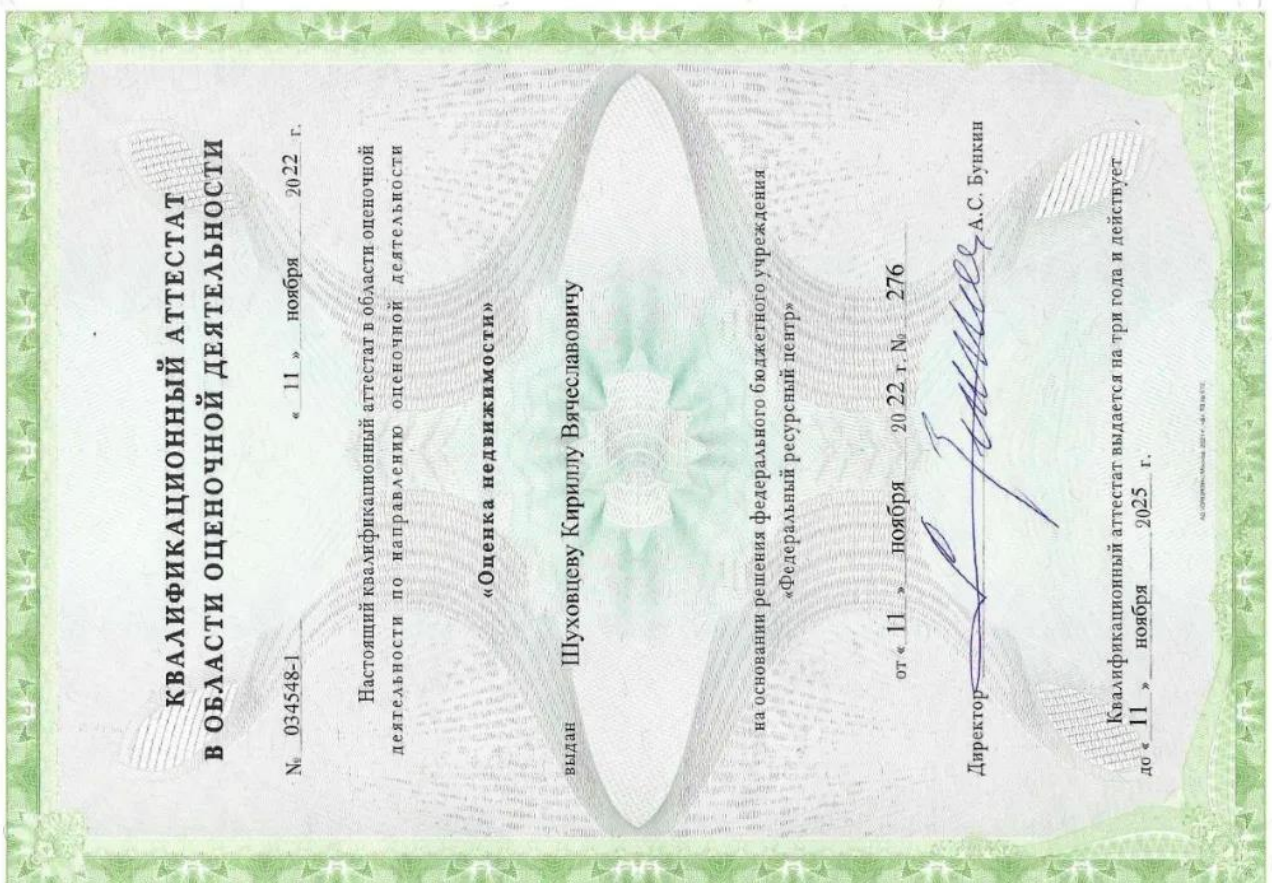 КВАЛИФИКАЦИОННЫЙ АТТЕСТАТ
В ОБЛАСТИ ОЦЕНОЧНОЙ ДЕЯТЕЛЬНОСТИ
№ 034548-1 « 11 » ноября 2022 г.
Настоящий квалификационный аттестат в области оценочной
деятельности по направлению оценочной деятельности
«Оценка недвижимости»
выдан Шуховцеву Кириллу Вячеславовичу
на основании решения федерального бюджетного учреждения
«Федеральный ресурсный центр»
от « 11 » ноября 20 22 г. № 276
Директор А.С. Бункин
Квалификационный аттестат выдается на три года и действует
до « 11 » ноября 2025 г.